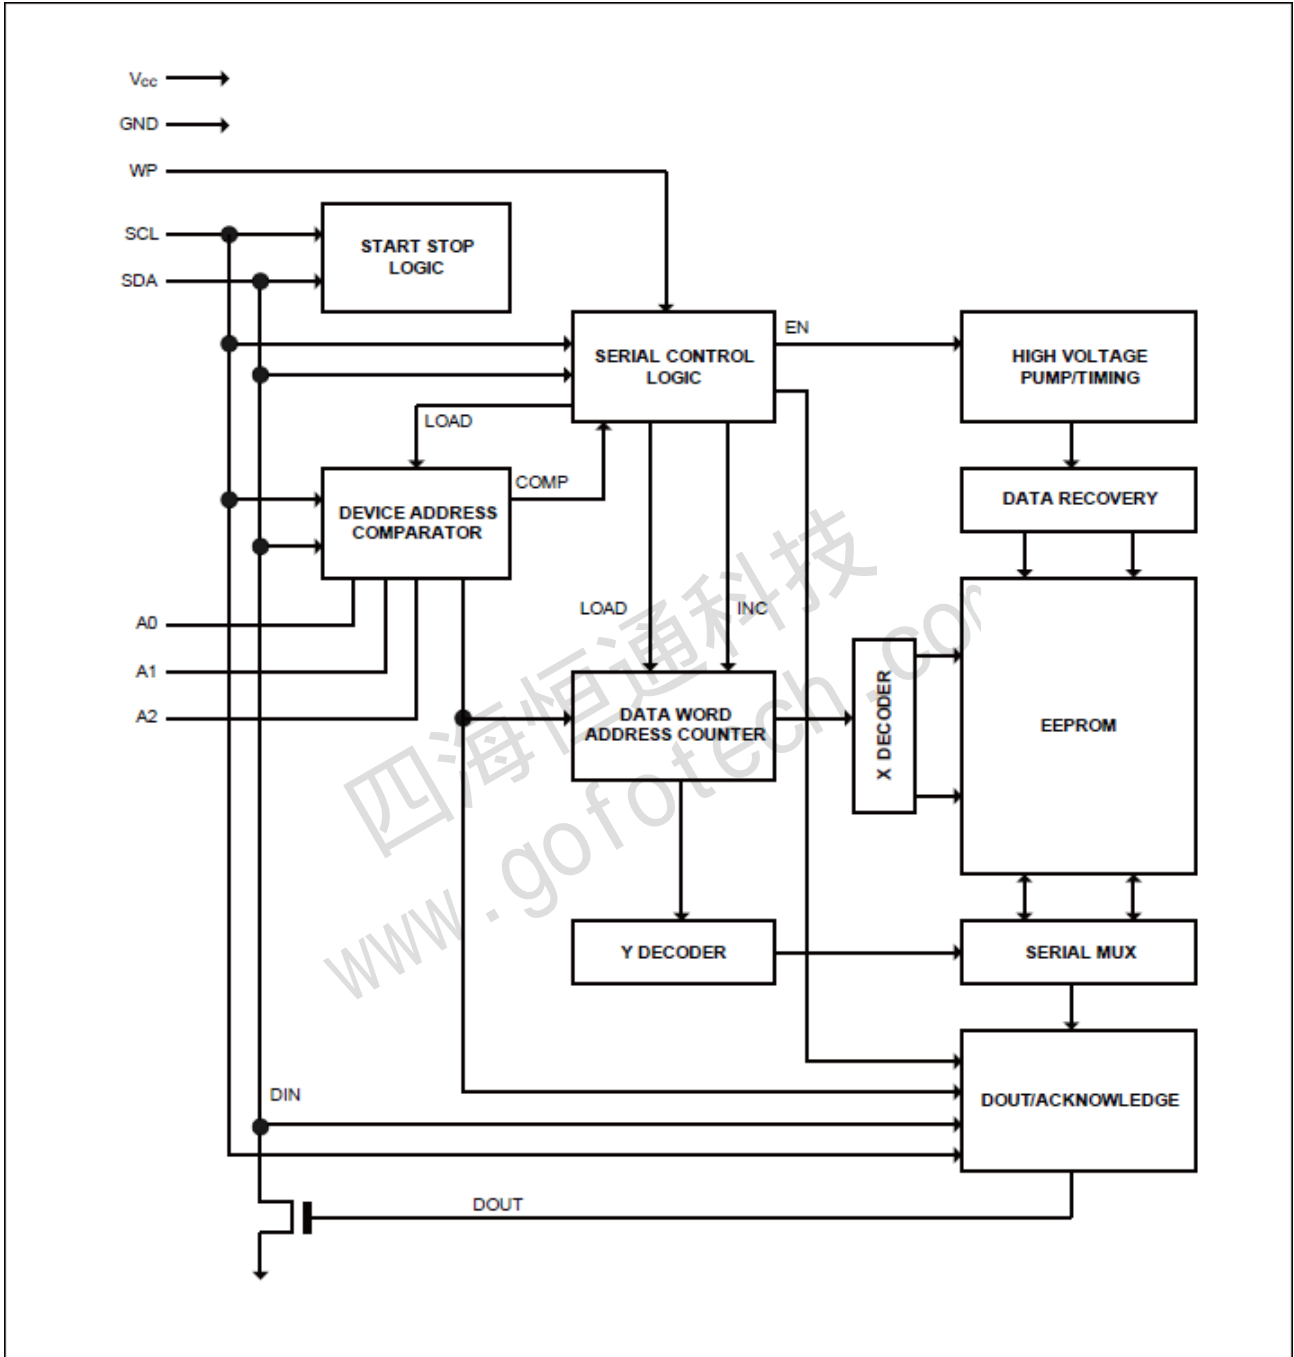 Vcc
GND
WP
SCL
SDA
START STOP
LOGIC
SERIAL CONTROL
LOGIC
EN
HIGH VOLTAGE
PUMP/TIMING
LOAD
COMP
DEVICE ADDRESS
COMPARATOR
DATA RECOVERY
A0
A1
A2
LOAD
INC
DATA WORD
ADDRESS COUNTER
X DECODER
EEPROM
Y DECODER
SERIAL MUX
DIN
DOUT/ACKNOWLEDGE
DOUT
四海恒通科技
www.gofotech.com